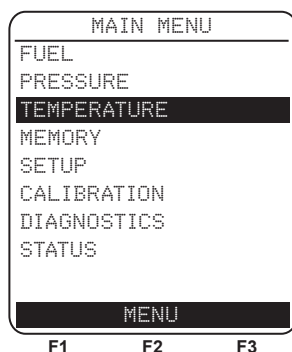 MAIN MENU
FUEL
PRESSURE
TEMPERATURE
MEMORY
SETUP
CALIBRATION
DIAGNOSTICS
STATUS
MENU
F1 F2 F3